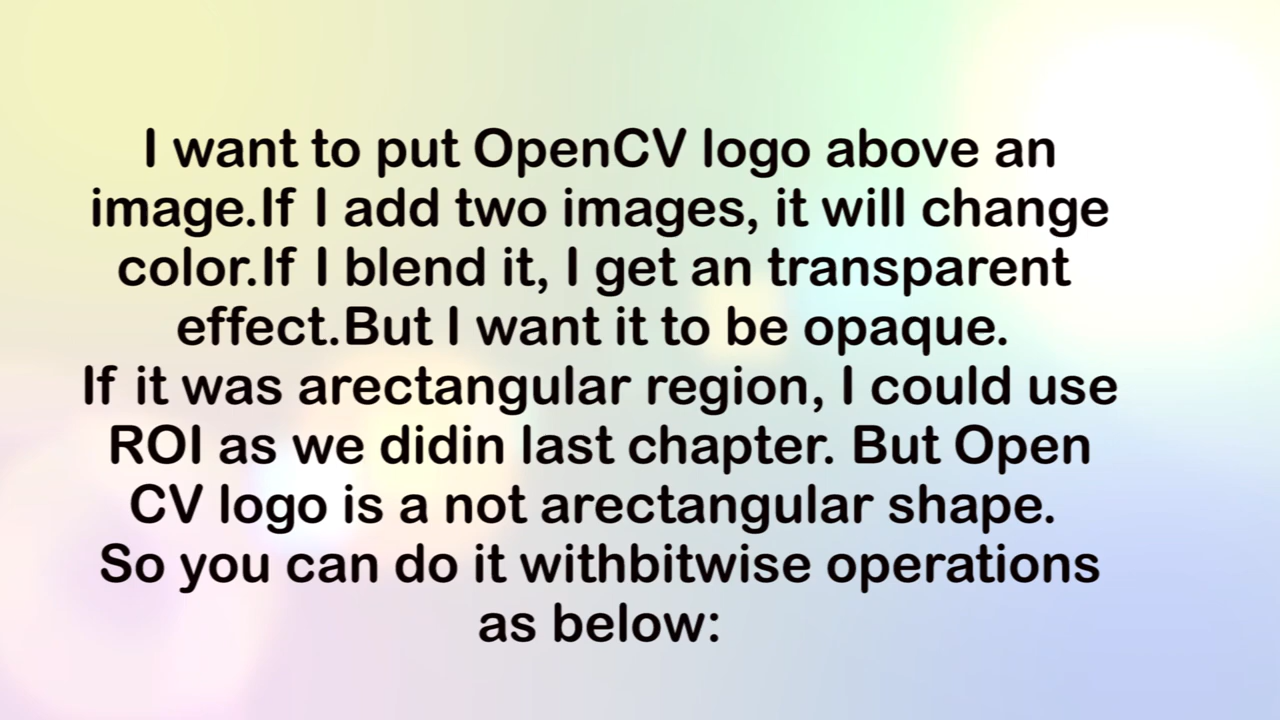 I want to put OpenCV logo above an
image.If I add two images, it will change
color.If I blend it, I get an transparent
effect.But I want it to be opaque.
If it was arectangular region, I could use
ROI as we didin last chapter. But Open
CV logo is a not arectangular shape.
So you can do it withbitwise operations
as below: